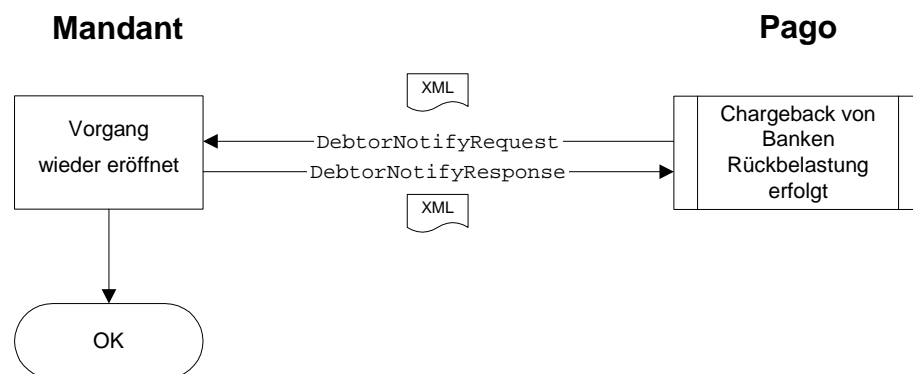 Mandant
Pago
XML
Vorgang
wieder eröffnet
DebtorNotifyRequest
DebtorNotifyResponse
Chargeback von
Banken
Rückbelastung
erfolgt
XML
OK